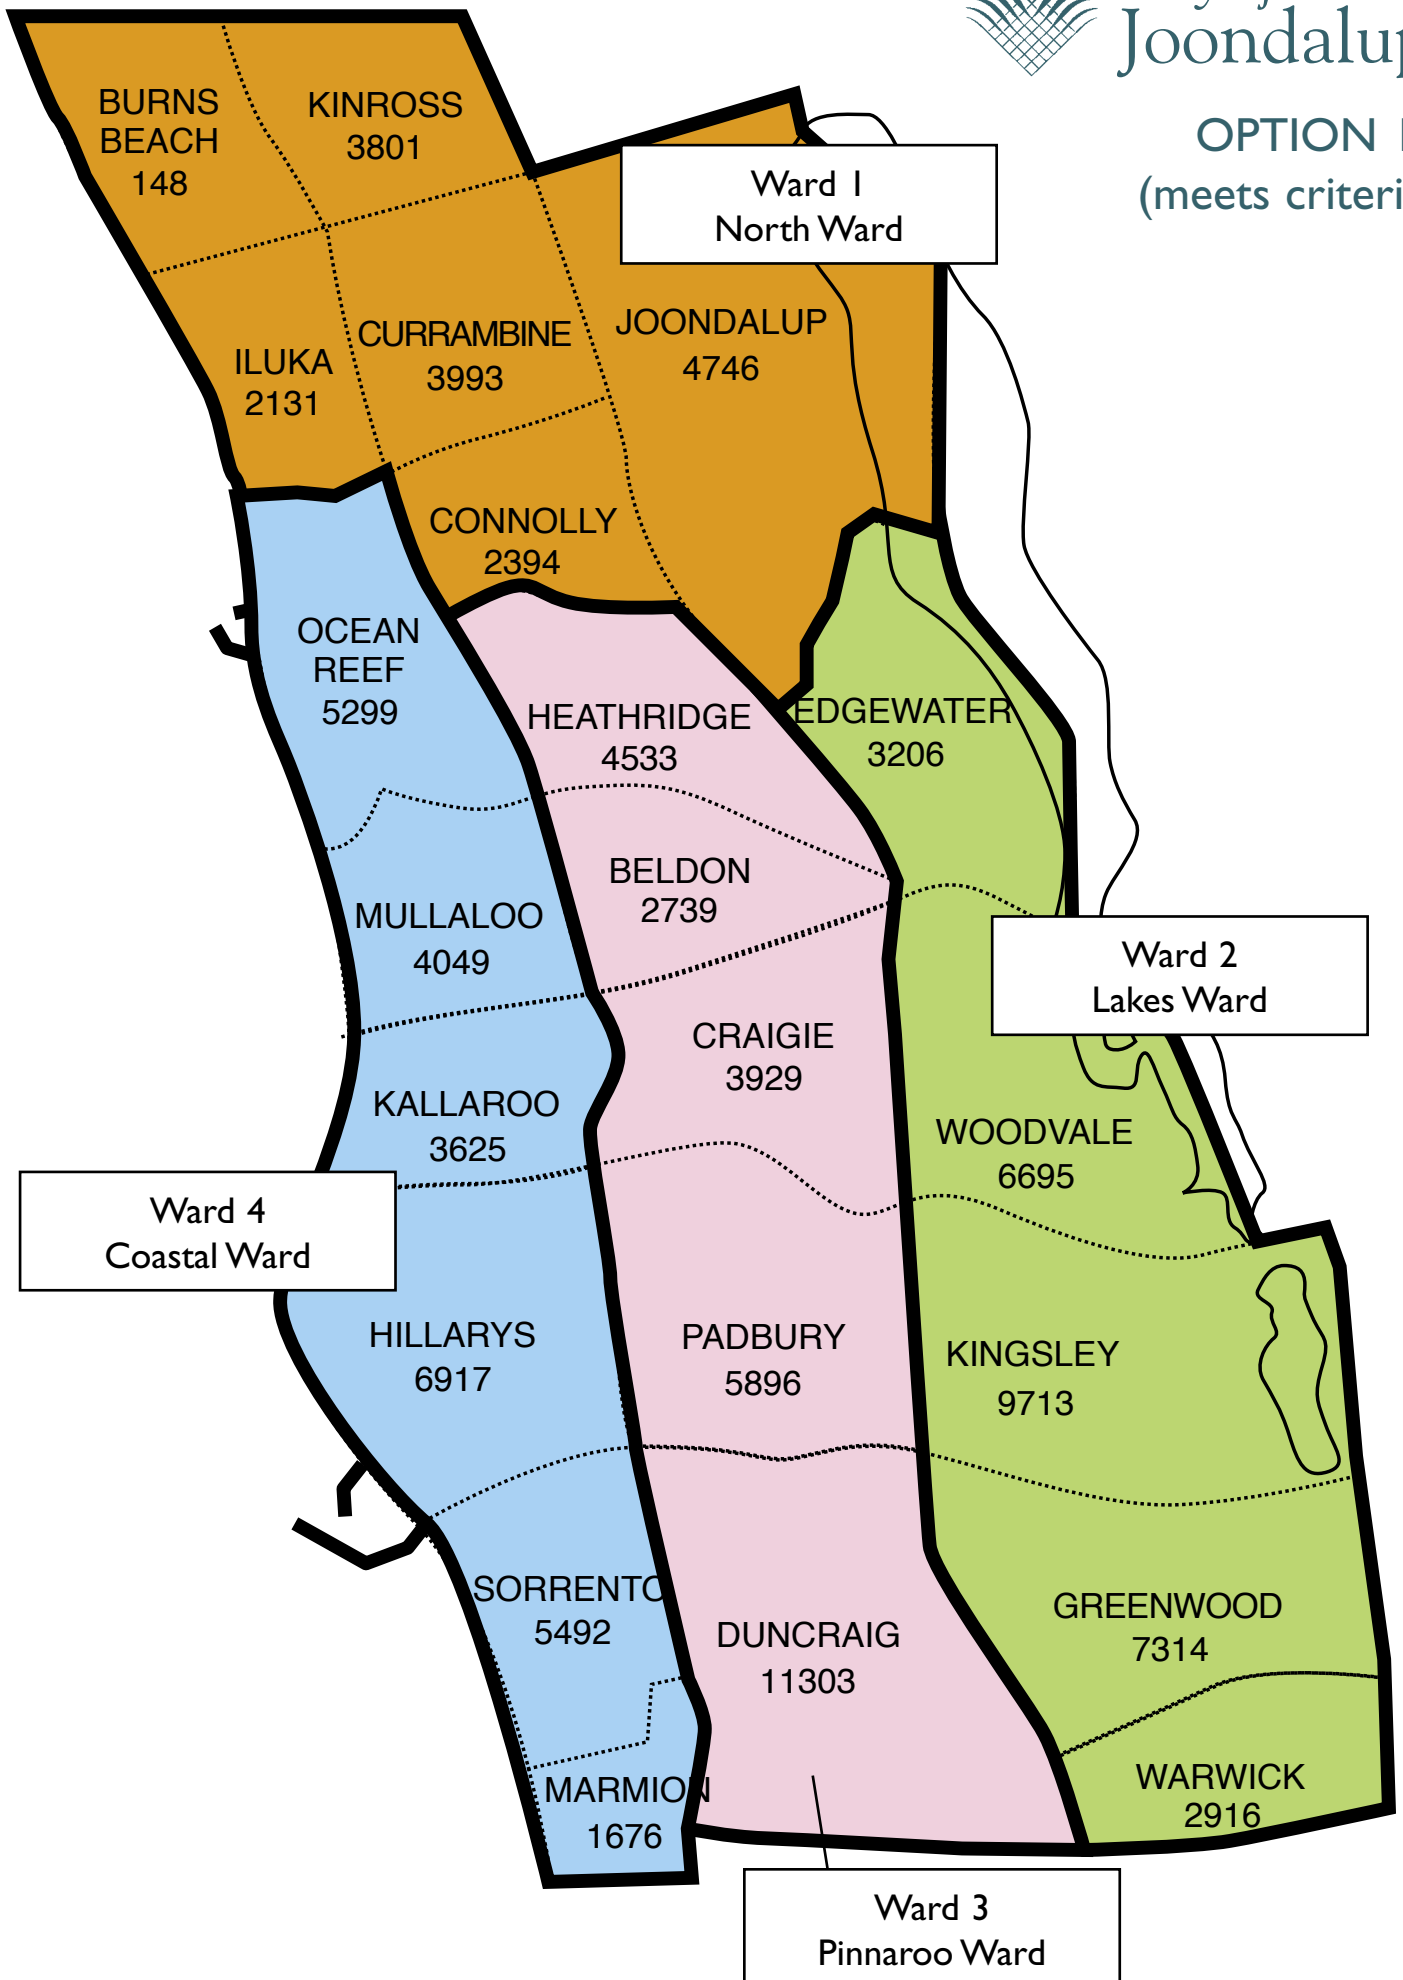 Joondalup
OPTION
(meets
BURNS
BEACH
148
KINROSS
3801
Ward 1
North Ward
ILUKA
2131
CURRAMBINE
3993
JOONDALUP
4746
CONNOLLY
2394
OCEAN
REEF
5299
HEATHRIDGE
4533
EDGEWATER
3206
MULLALOO
4049
BELDON
2739
Ward 2
Lakes Ward
KALLAROO
3625
CRAIGIE
3929
WOODVALE
6695
Ward 4
Coastal Ward
HILLARYS
6917
PADBURY
5896
KINGSLEY
9713
SORRENTO
5492
DUNCRAIG
11303
GREENWOOD
7314
MARMION
1676
WARWICK
2916
Ward 3
Pinnaroo Ward